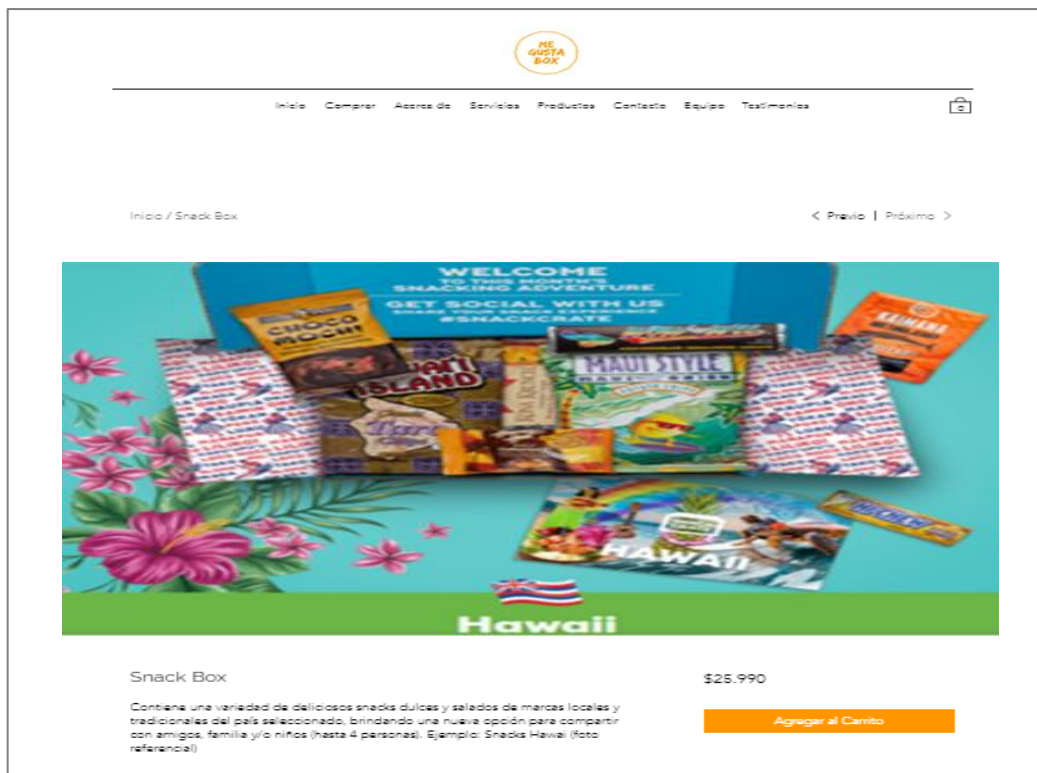 ME
GUSTA
BOX
Inicio Comprar Acerca de Servicios Productos Contacto Equipo Testimonios
0
Inicio / Snack Box
< Previo | Próximo >
WELCOME
TO THIS MONTH'S
SNACKING ADVENTURE
GET SOCIAL WITH US
SHARE YOUR SNACK EXPERIENCE
#SNACKCRATE
CHOCO
MOCHI
ISLAND
MAUI STYLE
KAIMANA
HI-CHEW
HAWAII
Hawaii
Snack Box
$25.990
Contiene una variedad de deliciosos snacks dulces y salados de marcas locales y
tradicionales del país seleccionado, brindando una nueva opción para compartir
con amigos, familia y/o niños (hasta 4 personas). Ejemplo: Snacks Hawai (foto
referencial)
Agregar al Carrito